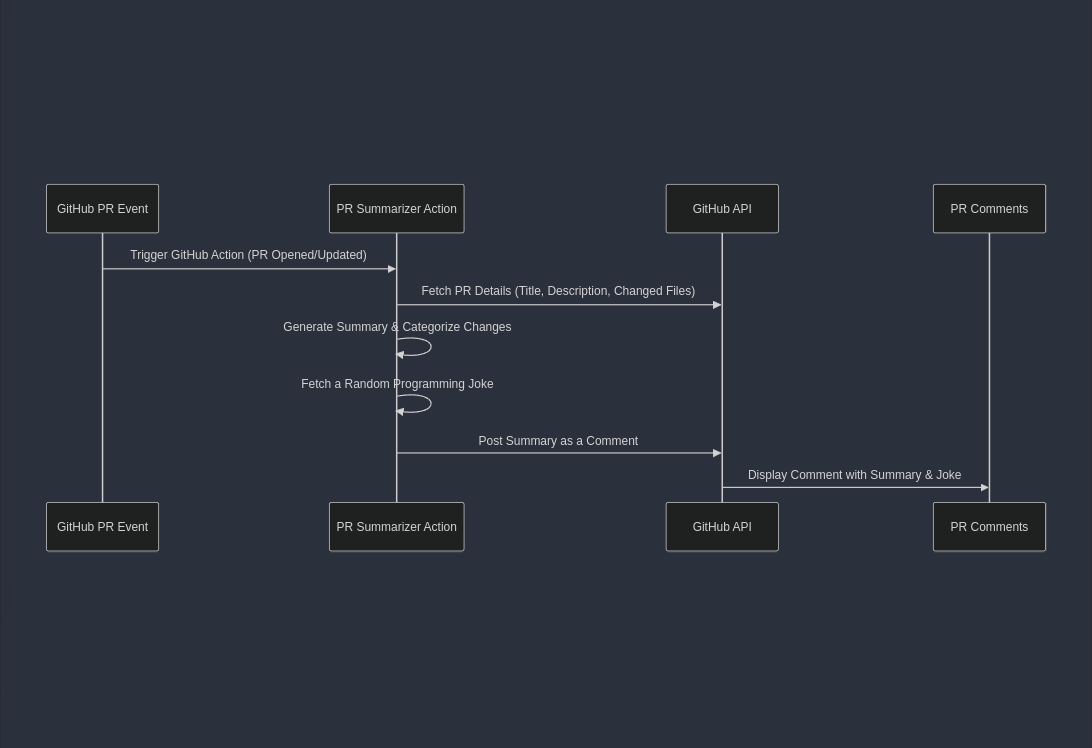 GitHub PR Event
PR Summarizer Action
GitHub API
PR Comments
Trigger GitHub Action (PR Opened/Updated)
Fetch PR Details (Title, Description, Changed Files)
Generate Summary & Categorize Changes
Fetch a Random Programming Joke
Post Summary as a Comment
Display Comment with Summary & Joke
GitHub PR Event
PR Summarizer Action
GitHub API
PR Comments